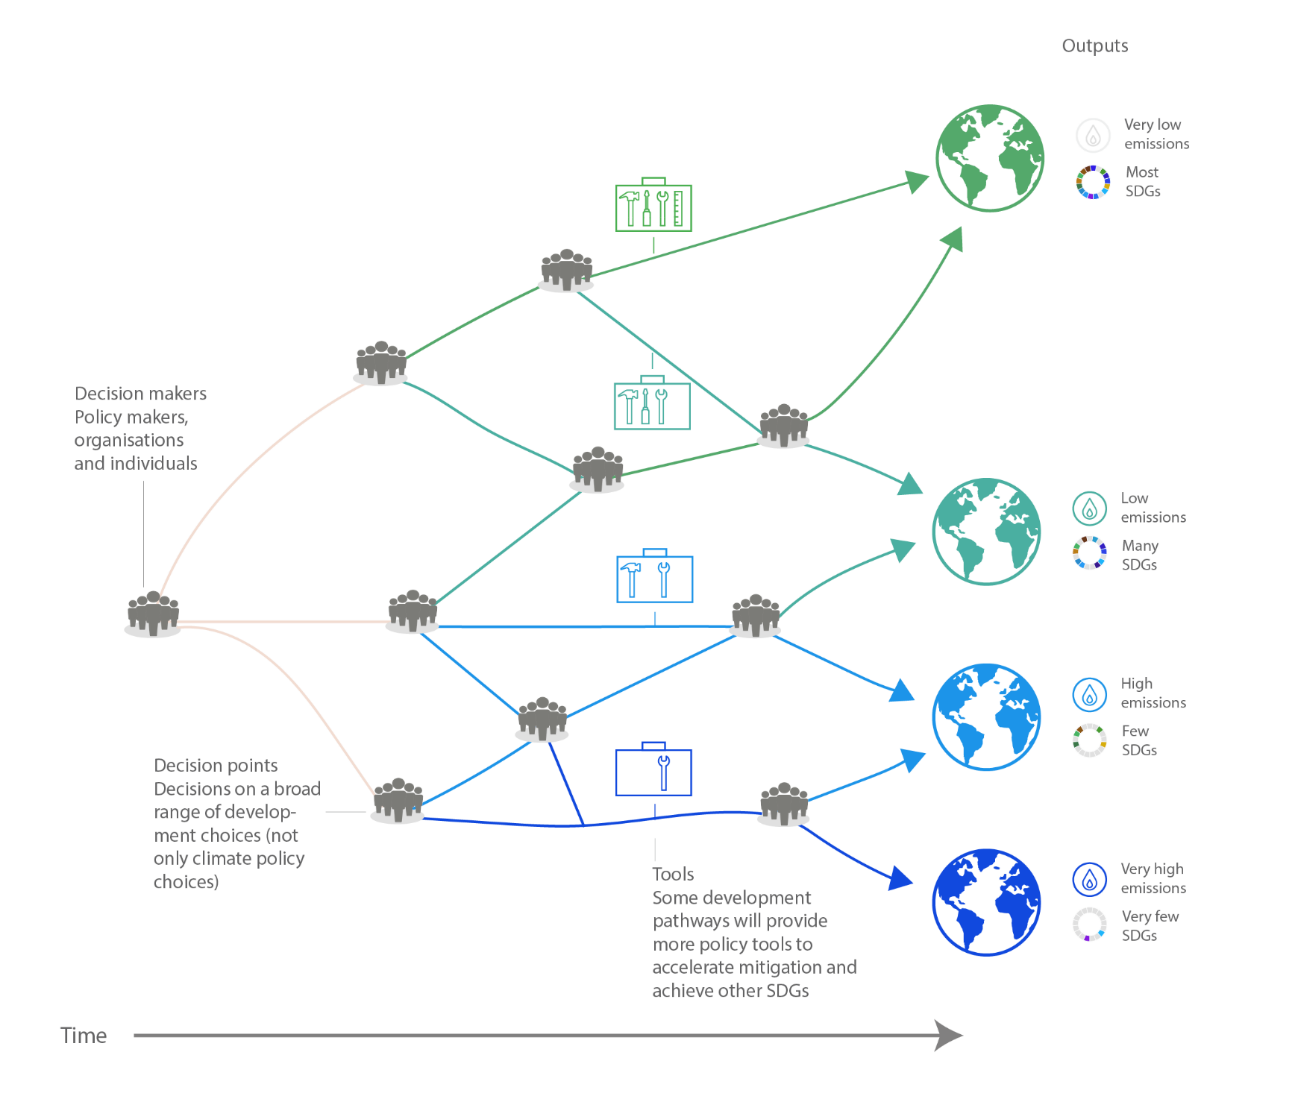 Outputs
Very low
emissions
Most
SDGs
Decision makers
Policy makers,
organisations
and individuals
Low
emissions
Many
SDGs
High
emissions
Few
SDGs
Decision points
Decisions on a broad
range of develop-
ment choices (not
only climate policy
choices)
Very high
emissions
Very few
SDGs
Tools
Some development
pathways will provide
more policy tools to
accelerate mitigation and
achieve other SDGs
Time